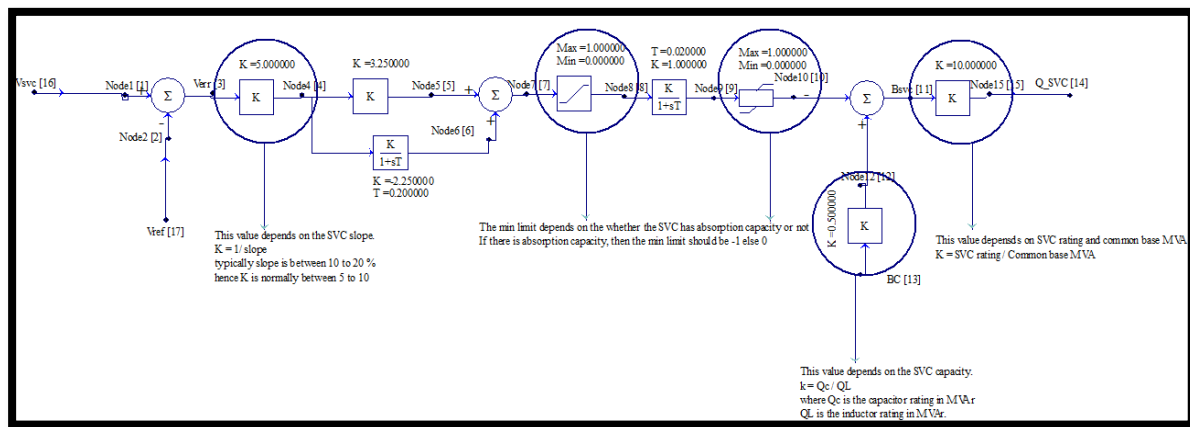 Vsvc [16]
Node1 [1]
+
Σ
-
Node2 [2]
Vref [17]
Verr [3]
K =5.000000
K
Node4 [4]
K =3.250000
K
Node5 [5]
+
Σ
+
Node6 [6]
K
1+sT
K =-2.250000
T =0.200000
Node7 [7]
Max =1.000000
Min =0.000000
Node8 [8]
T =0.020000
K =1.000000
K
1+sT
Node9 [9]
Max =1.000000
Min =0.000000
Node10 [10]
-
Σ
+
Bsvc [11]
K =10.000000
K
Node15 [15]
Q_SVC [14]
Node12 [12]
K =0.500000
K
BC [13]
This value depends on the SVC slope.
K = 1/ slope
typically slope is between 10 to 20 %
hence K is normally between 5 to 10
The min limit depends on the whether the SVC has absorption capacity or not
If there is absorption capacity, then the min limit should be -1 else 0
This value depensds on SVC rating and common base MVA
K = SVC rating / Common base MVA
This value depends on the SVC capacity.
k = Qc / QL
where Qc is the capacitor rating in MVAr
QL is the inductor rating in MVAr.